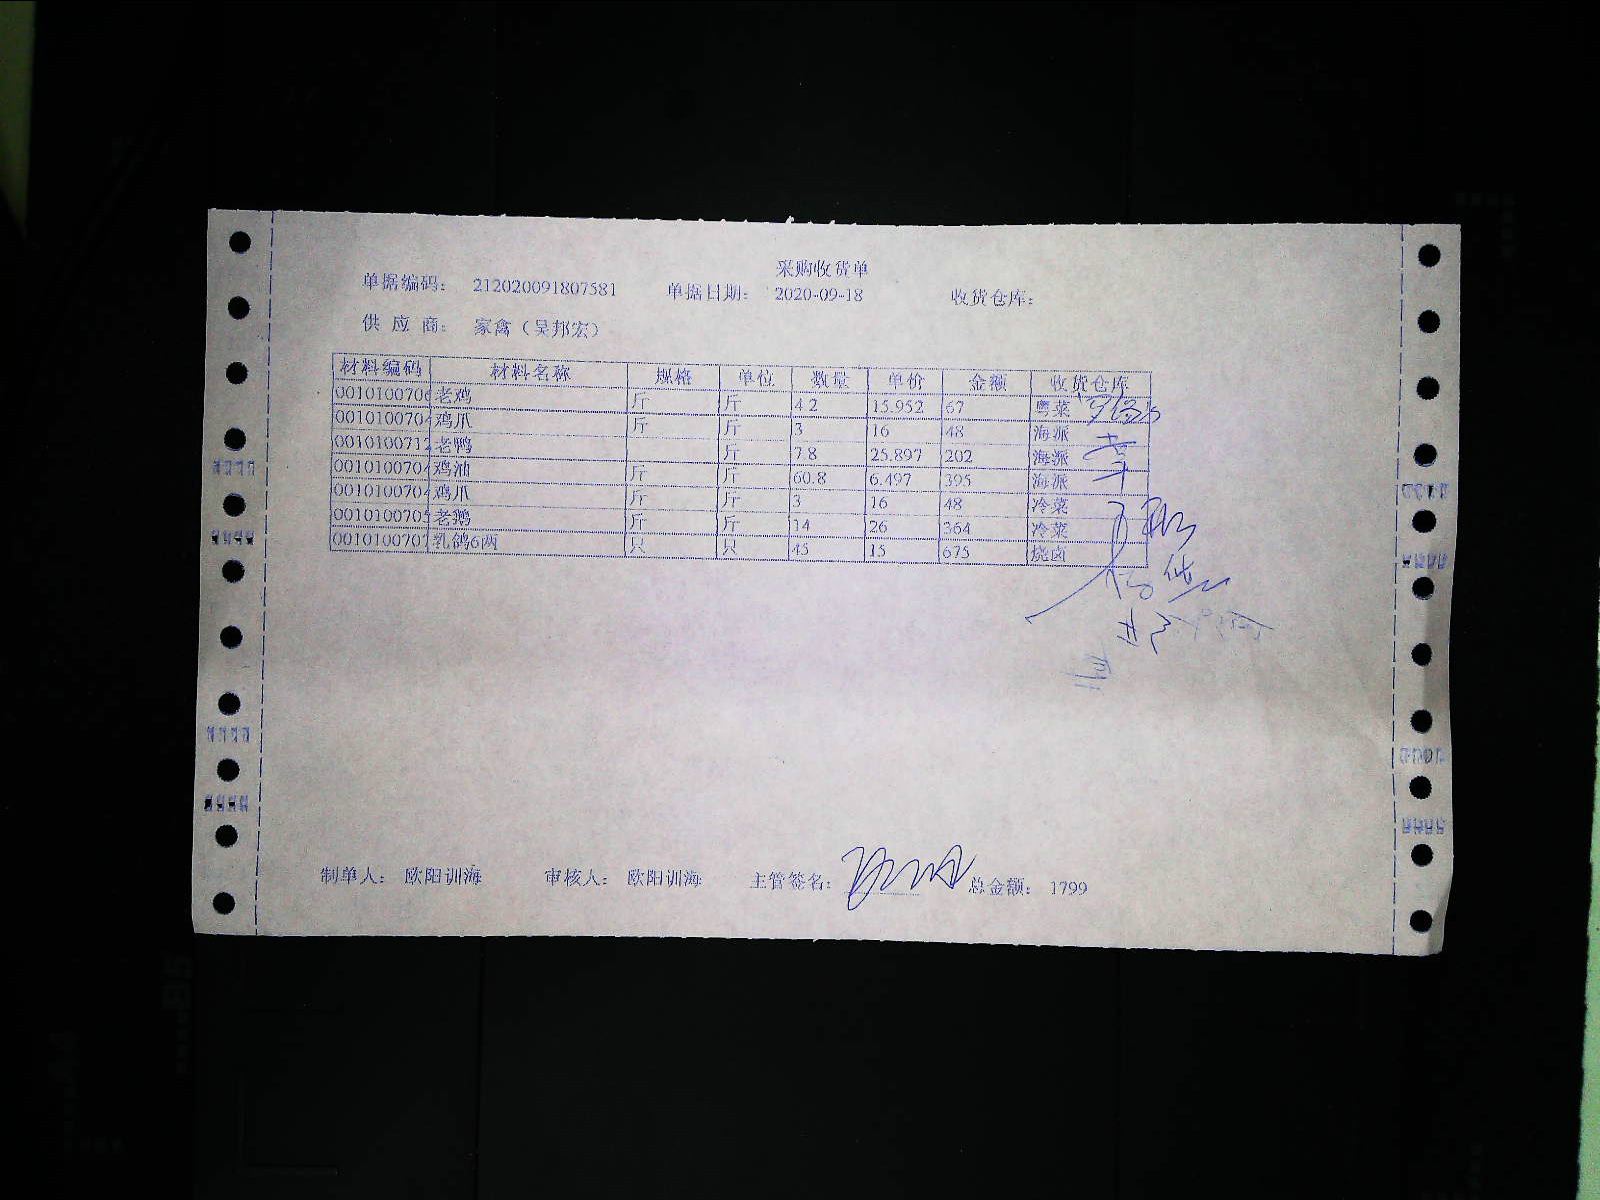 采购收货单
单据编码: 212020091807581 单据日期: 2020-09-18 收货仓库:
供 应 商: 家禽（吴邦宏）
材料编码 材料名称 规格 单位 数量 单价 金额 收货仓库
0010100706 老鸡 斤 斤 4.2 15.952 67 粤菜
001010070 鸡爪 斤 斤 3 16 48 海派
001010071 老鸭 斤 7.8 25.897 202 海派
001010070 鸡油 斤 斤 60.8 6.497 395 海派
001010070 鸡爪 斤 斤 3 16 48 冷菜
001010070 老鹅 斤 斤 14 26 364 冷菜
001010070 乳鸽6两 只 只 45 15 675 烧卤
制单人: 欧阳训海 审核人: 欧阳训海 主管签名: 总金额: 1799